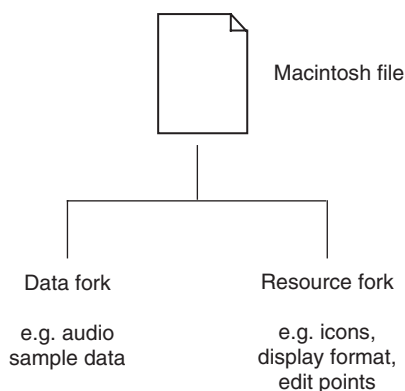 Macintosh file
Data fork
e.g. audio
sample data
Resource fork
e.g. icons,
display format,
edit points